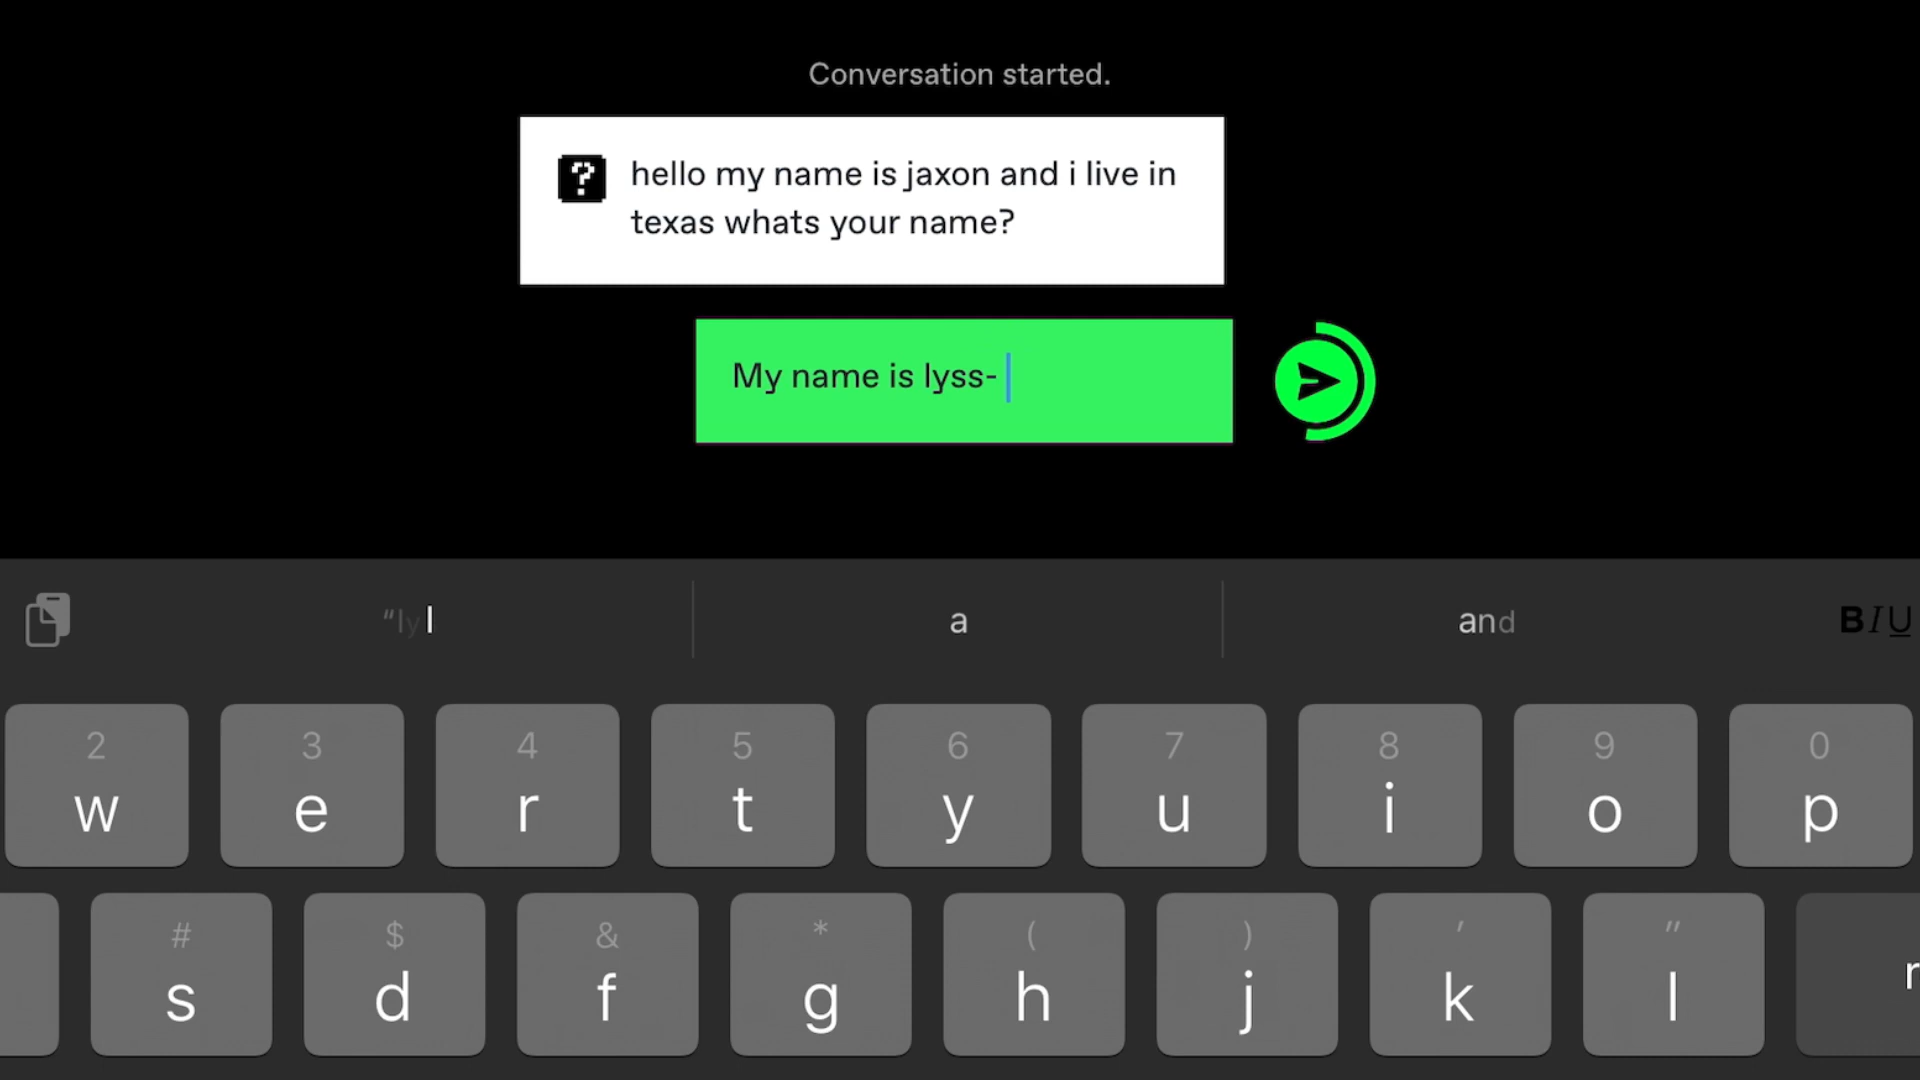 Conversation started.
? hello my name is jaxon and i live in
texas whats your name?
My name is lyss-
“ly a and B I U
2 3 4 5 6 7 8 9 0
w e r t y u i o p
# $ & * ( ) ' "
s d f g h j k l r